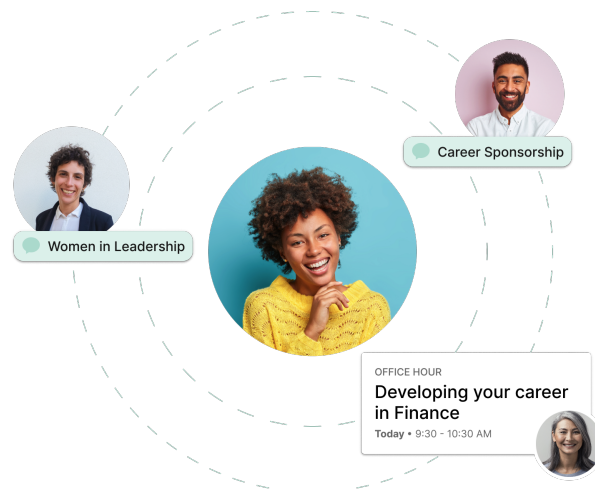 Career Sponsorship
Women in Leadership
OFFICE HOUR
Developing your career
in Finance
Today • 9:30 - 10:30 AM